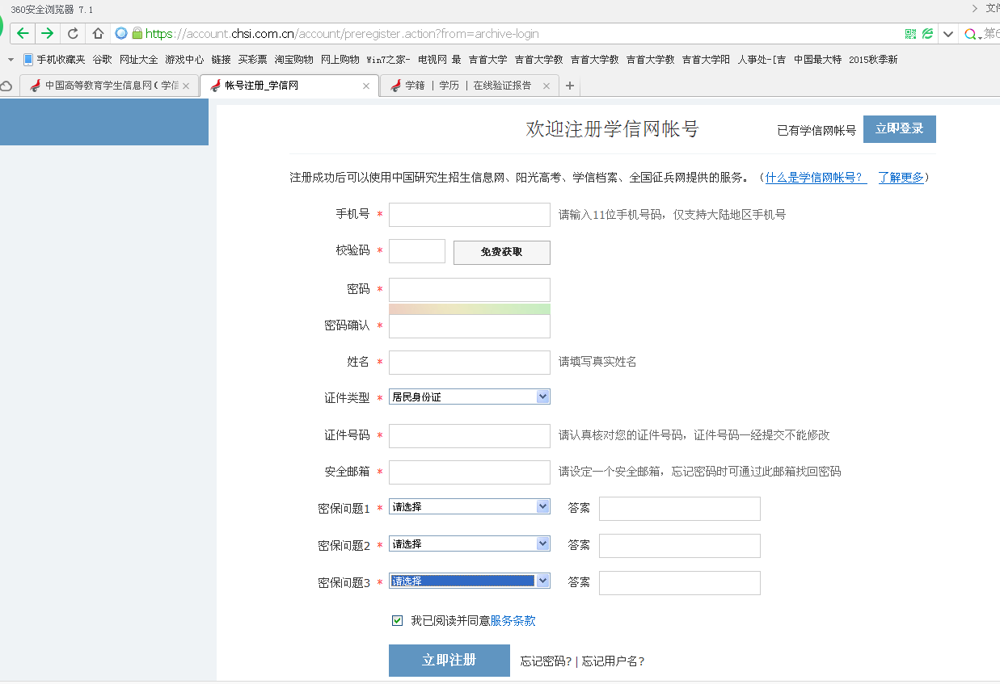 360安全浏览器 7.1
文件
https://account.chsi.com.cn/account/preregister.action?from=archive-login
第6
手机收藏夹 谷歌 网址大全 游戏中心 链接 买彩票 淘宝购物 网上购物 Win7之家- 电视网 最 吉首大学 吉首大学教 吉首大学教 吉首大学教 吉首大学阳 人事处-[吉 中国最大特 2015秋季新
中国高等教育学生信息网(学信 帐号注册_学信网 学籍 | 学历 | 在线验证报告
欢迎注册学信网帐号 已有学信网帐号 立即登录
注册成功后可以使用中国研究生招生信息网、阳光高考、学信档案、全国征兵网提供的服务。(什么是学信网帐号? 了解更多)
手机号 * 请输入11位手机号码,仅支持大陆地区手机号
校验码 * 免费获取
密码 *
密码确认 *
姓名 * 请填写真实姓名
证件类型 * 居民身份证
证件号码 * 请认真核对您的证件号码,证件号码一经提交不能修改
安全邮箱 * 请设定一个安全邮箱,忘记密码时可通过此邮箱找回密码
密保问题1 * 请选择 答案
密保问题2 * 请选择 答案
密保问题3 * 请选择 答案
我已阅读并同意服务条款
立即注册 忘记密码? | 忘记用户名?